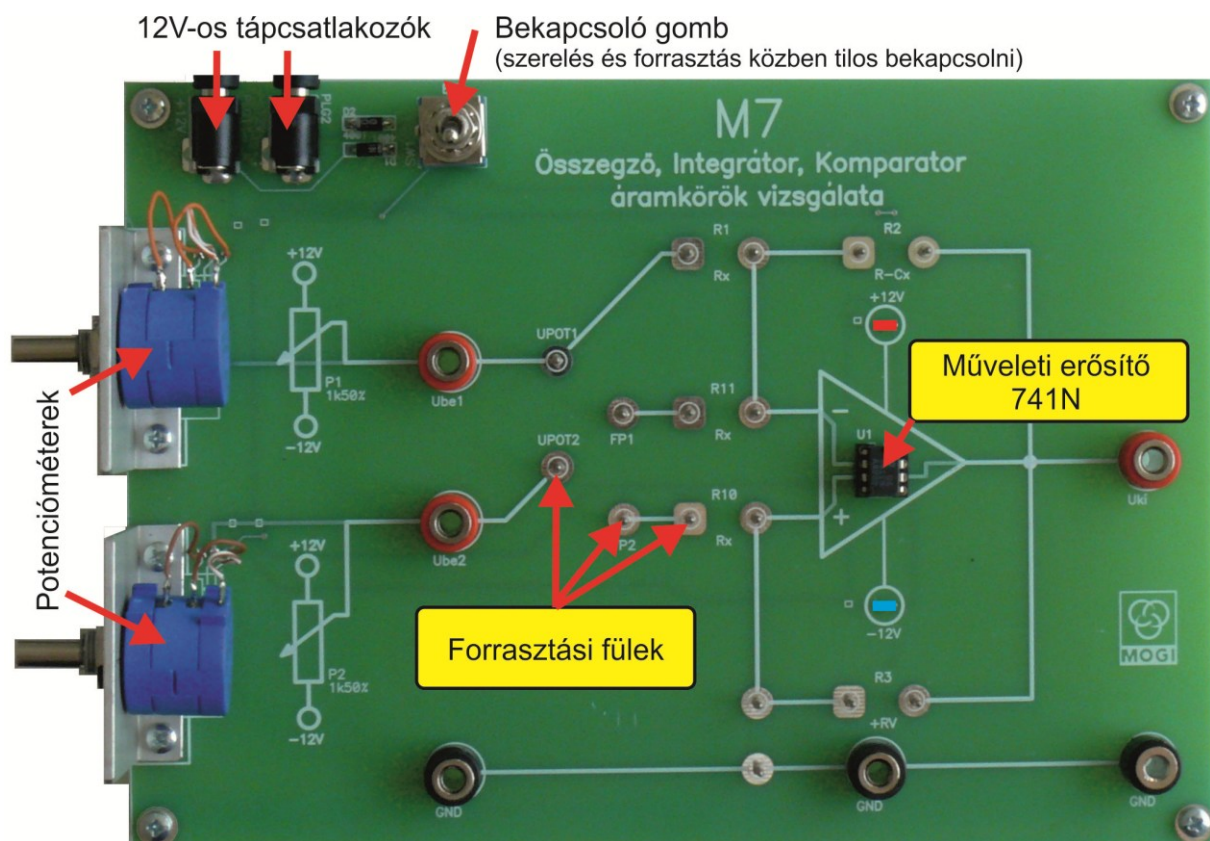 12V-os tápcsatlakozók
Bekapcsoló gomb
(szerelés és forrasztás közben tilos bekapcsolni)
+12V
PLG2
M7
Összegző, Integrátor, Komparator
áramkörök vizsgálata
R1
Rx
R2
R-Cx
+12V
+12V
P1
1k50%
-12V
Ube1
UPOT1
Műveleti erősítő
741N
U1
R11
Rx
FP1
UPOT2
Potenciométerek
R10
Rx
P2
Ube2
Uki
+12V
P2
1k50%
-12V
-12V
Forrasztási fülek
MOGI
R3
+RV
GND
GND
GND
-
+